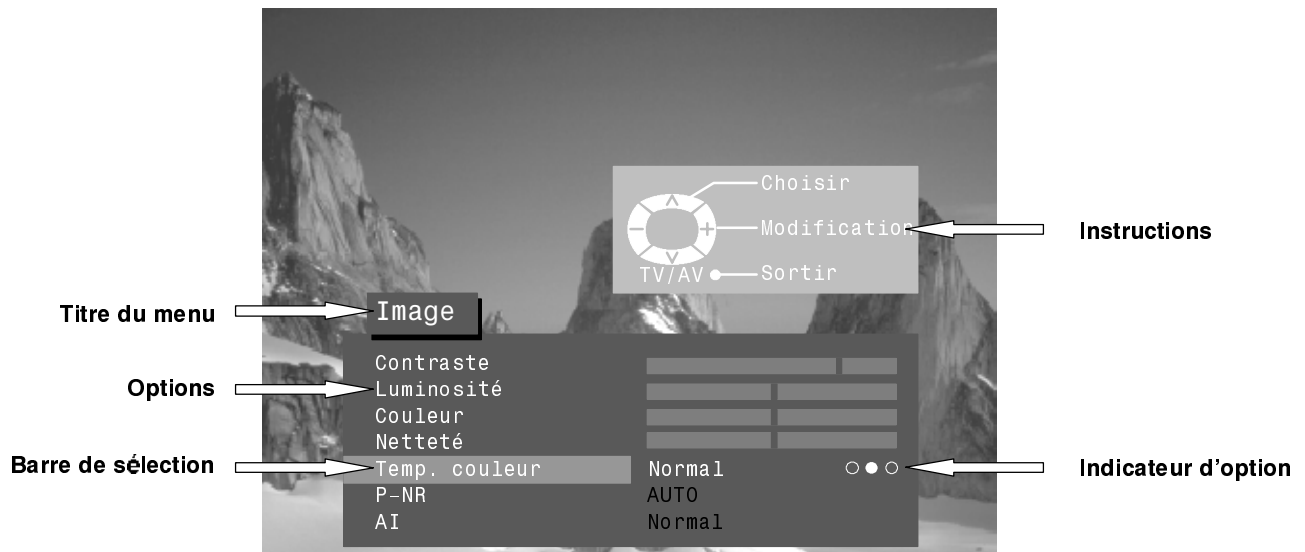 Choisir
Modification
TV/AV Sortir
Instructions
Titre du menu
Image
Contraste
Options
Luminosité
Couleur
Netteté
Barre de sélection
Temp. couleur Normal
Indicateur d'option
P-NR AUTO
AI Normal